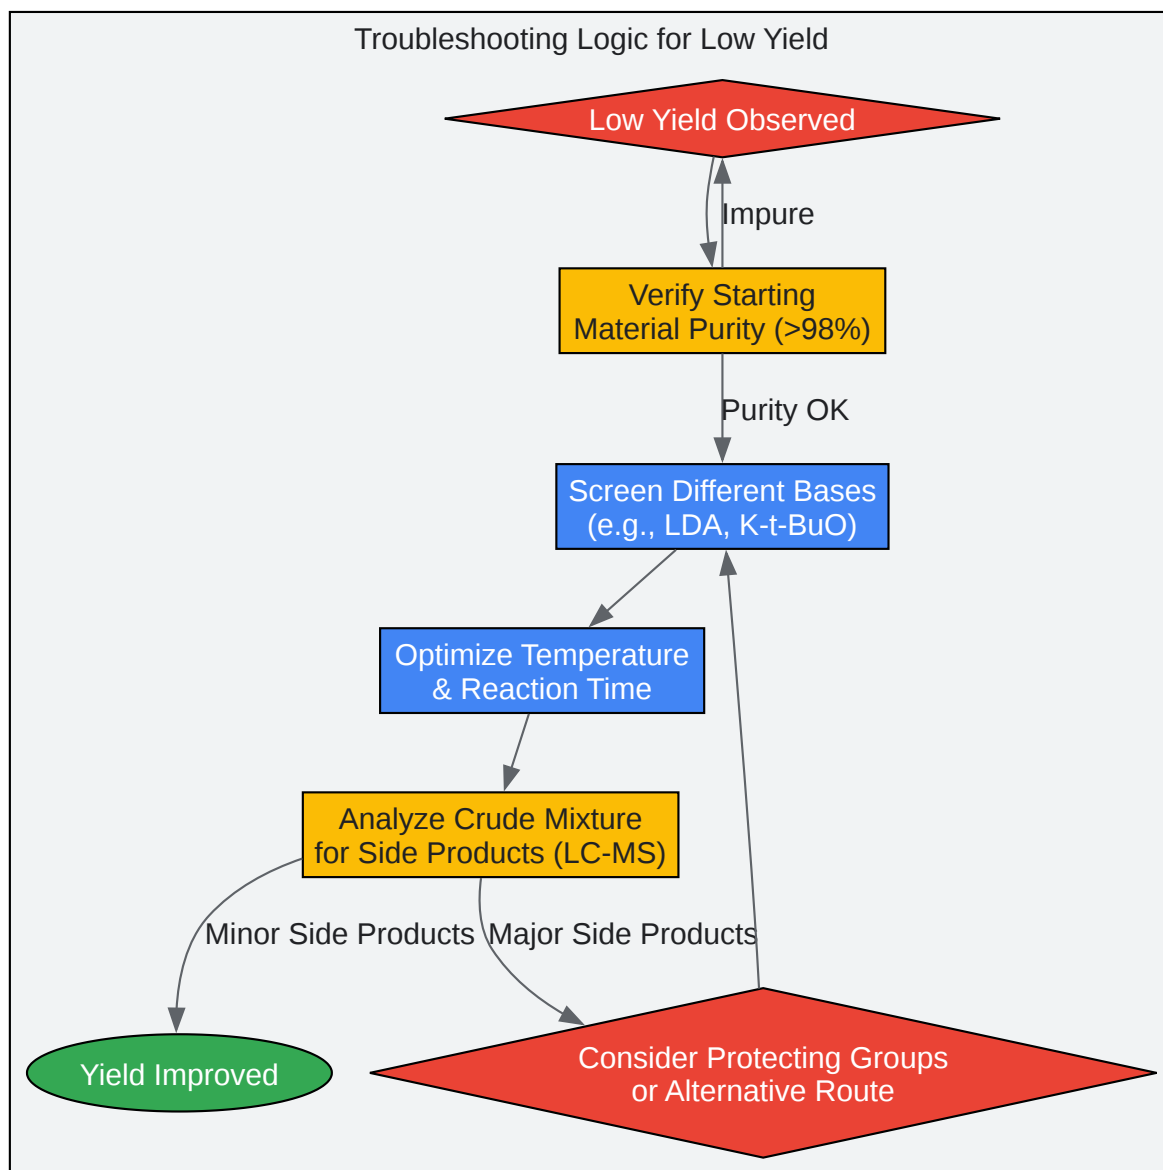 Troubleshooting Logic for Low Yield
Low Yield Observed
Impure
Verify Starting
Material Purity (>98%)
Purity OK
Screen Different Bases
(e.g., LDA, K-t-BuO)
Optimize Temperature
& Reaction Time
Analyze Crude Mixture
for Side Products (LC-MS)
Minor Side Products
Major Side Products
Yield Improved
Consider Protecting Groups
or Alternative Route